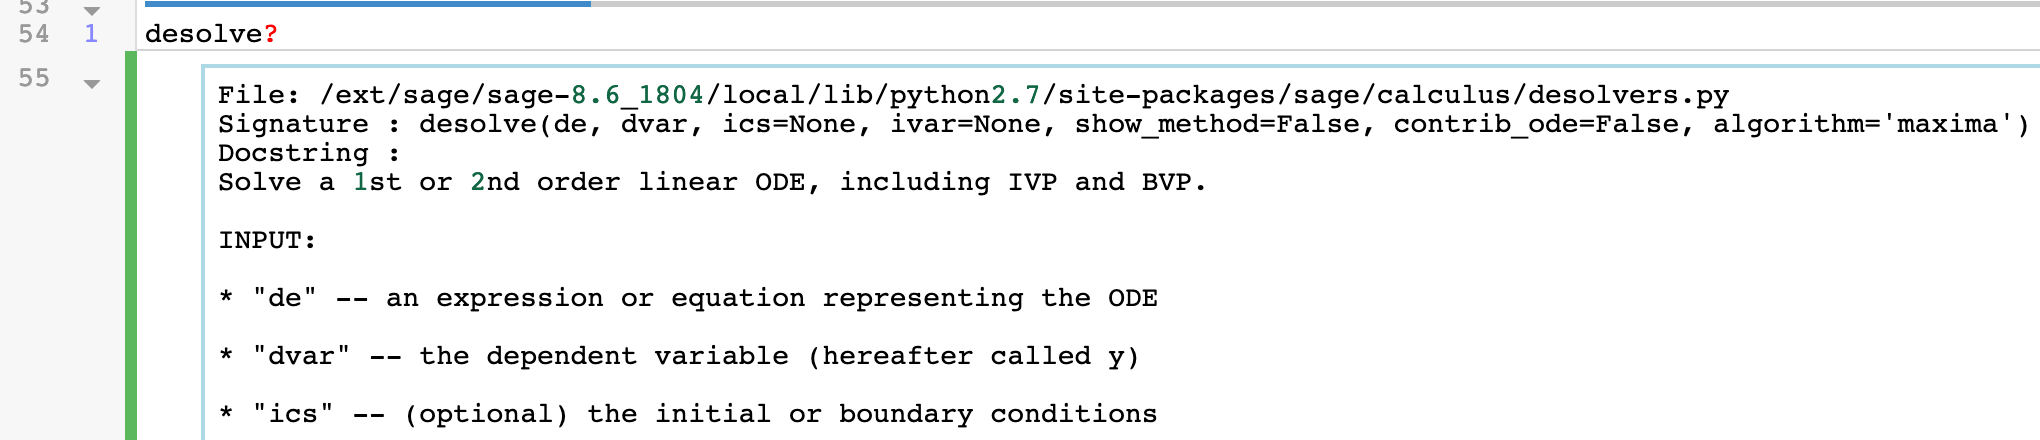 53
54 1 desolve?
55
File: /ext/sage/sage-8.6_1804/local/lib/python2.7/site-packages/sage/calculus/desolvers.py
Signature : desolve(de, dvar, ics=None, ivar=None, show_method=False, contrib_ode=False, algorithm='maxima')
Docstring :
Solve a 1st or 2nd order linear ODE, including IVP and BVP.
INPUT:
* "de" -- an expression or equation representing the ODE
* "dvar" -- the dependent variable (hereafter called y)
* "ics" -- (optional) the initial or boundary conditions